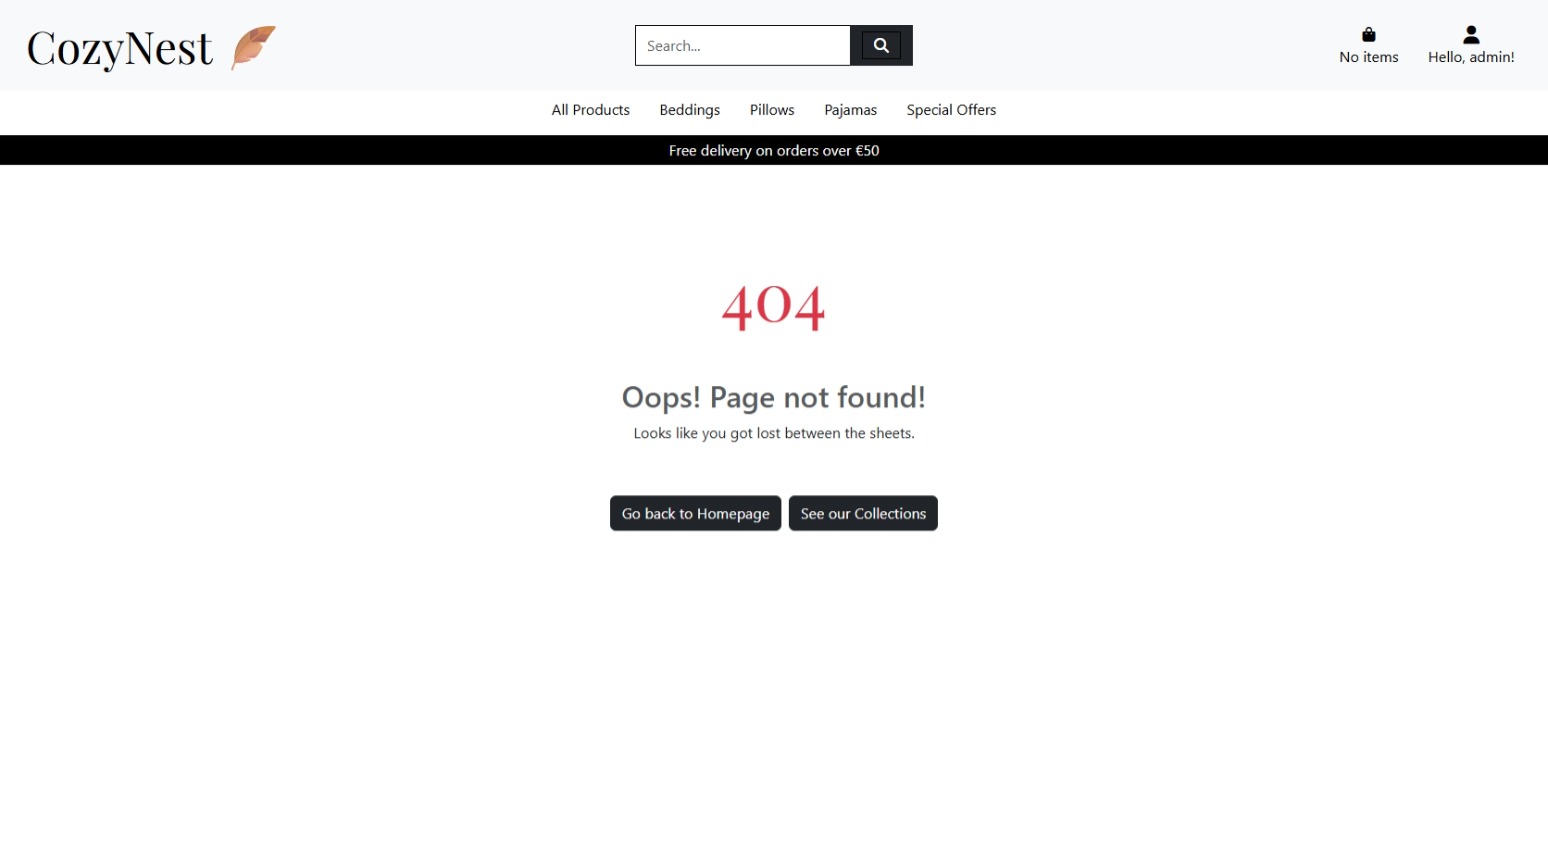 CozyNest
Search...
No items
Hello, admin!
All Products
Beddings
Pillows
Pajamas
Special Offers
Free delivery on orders over €50
404
Oops! Page not found!
Looks like you got lost between the sheets.
Go back to Homepage
See our Collections